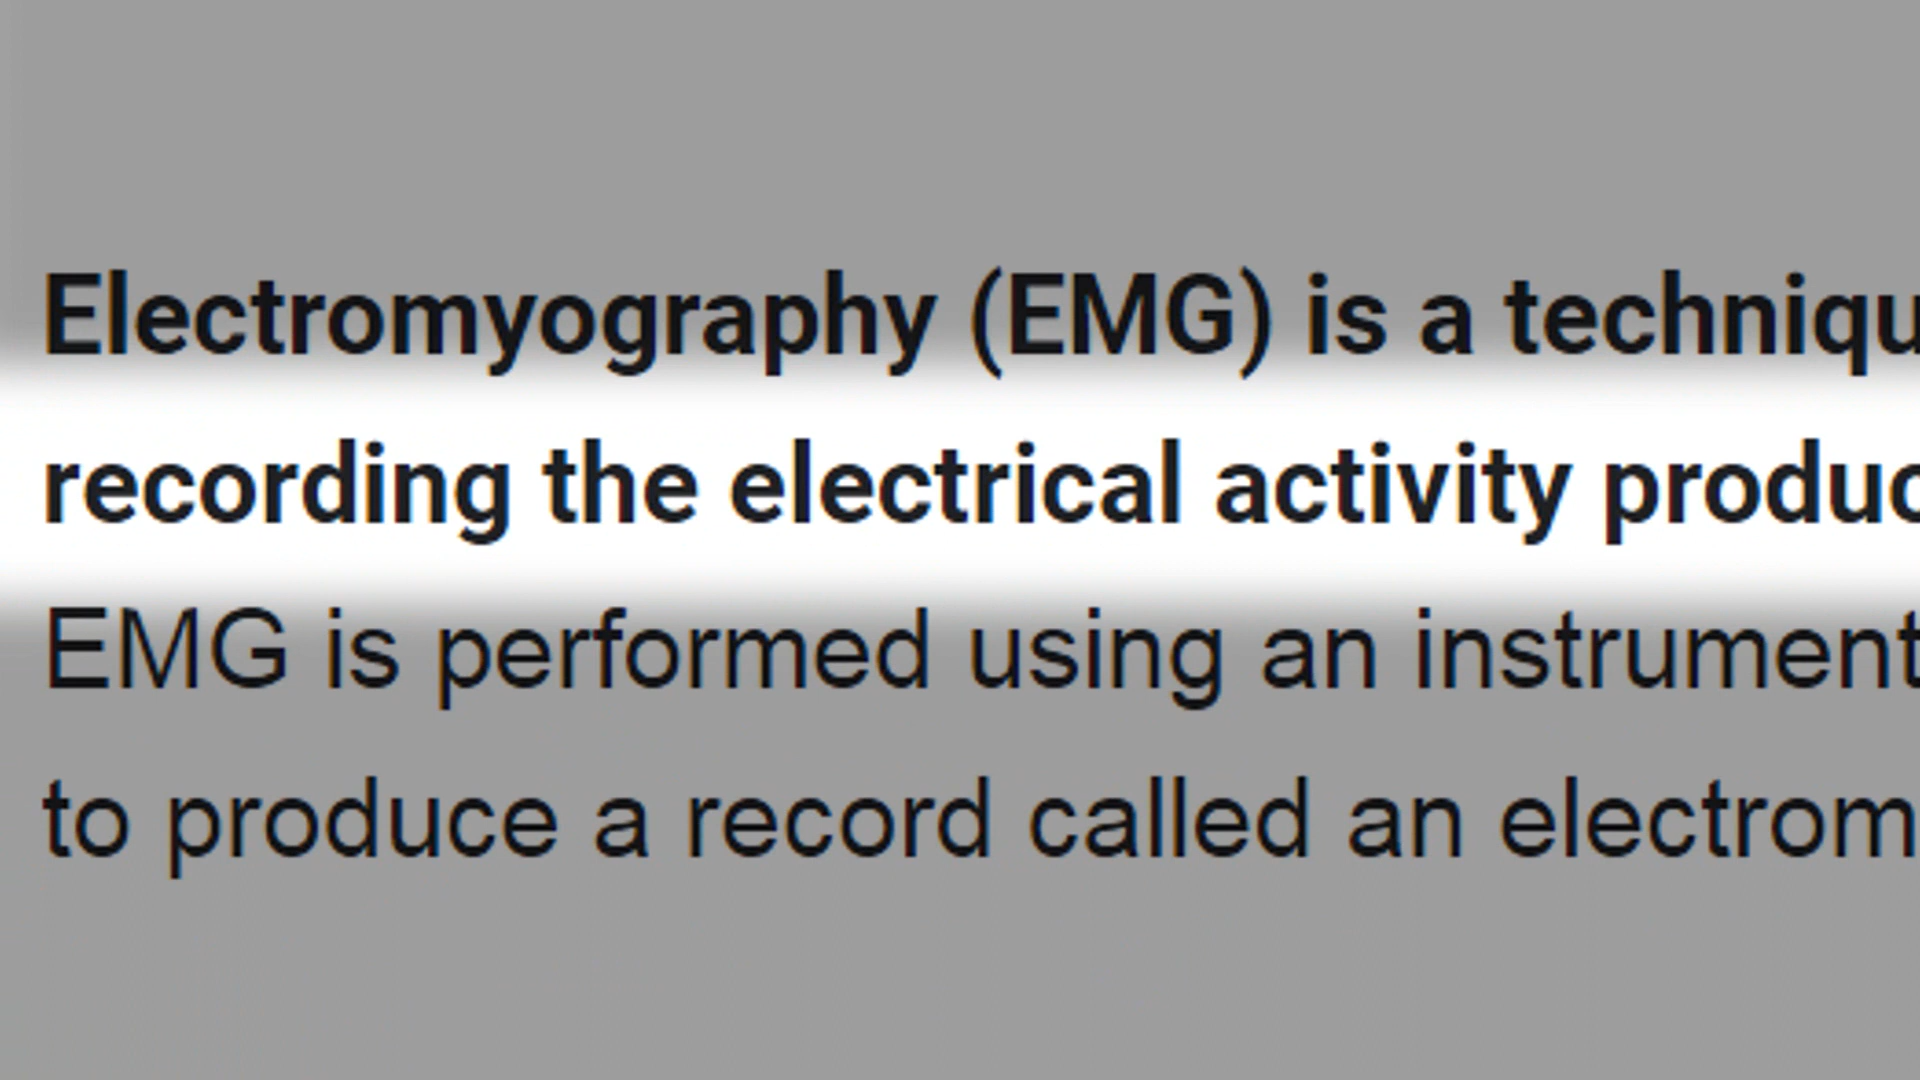 Electromyography (EMG) is a techniqu
recording the electrical activity produc
EMG is performed using an instrument
to produce a record called an electrom